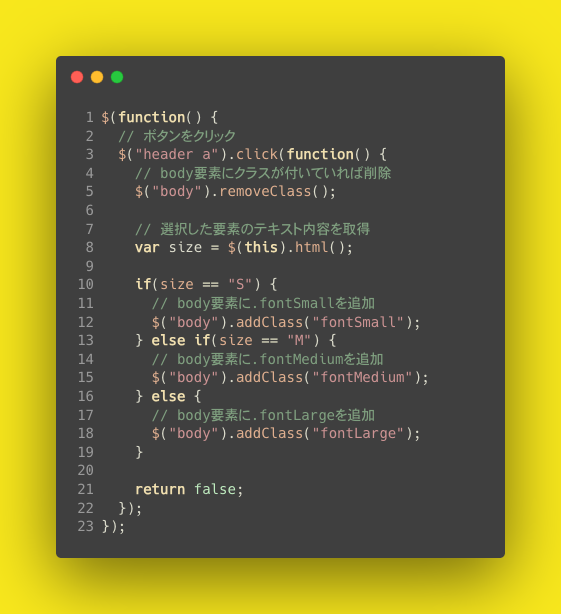 1 $(function() {
2   // ボタンをクリック
3   $("header a").click(function() {
4     // body要素にクラスが付いていれば削除
5     $("body").removeClass();
6
7     // 選択した要素のテキスト内容を取得
8     var size = $(this).html();
9
10     if(size == "S") {
11       // body要素に.fontSmallを追加
12       $("body").addClass("fontSmall");
13     } else if(size == "M") {
14       // body要素に.fontMediumを追加
15       $("body").addClass("fontMedium");
16     } else {
17       // body要素に.fontLargeを追加
18       $("body").addClass("fontLarge");
19     }
20
21     return false;
22   });
23 });